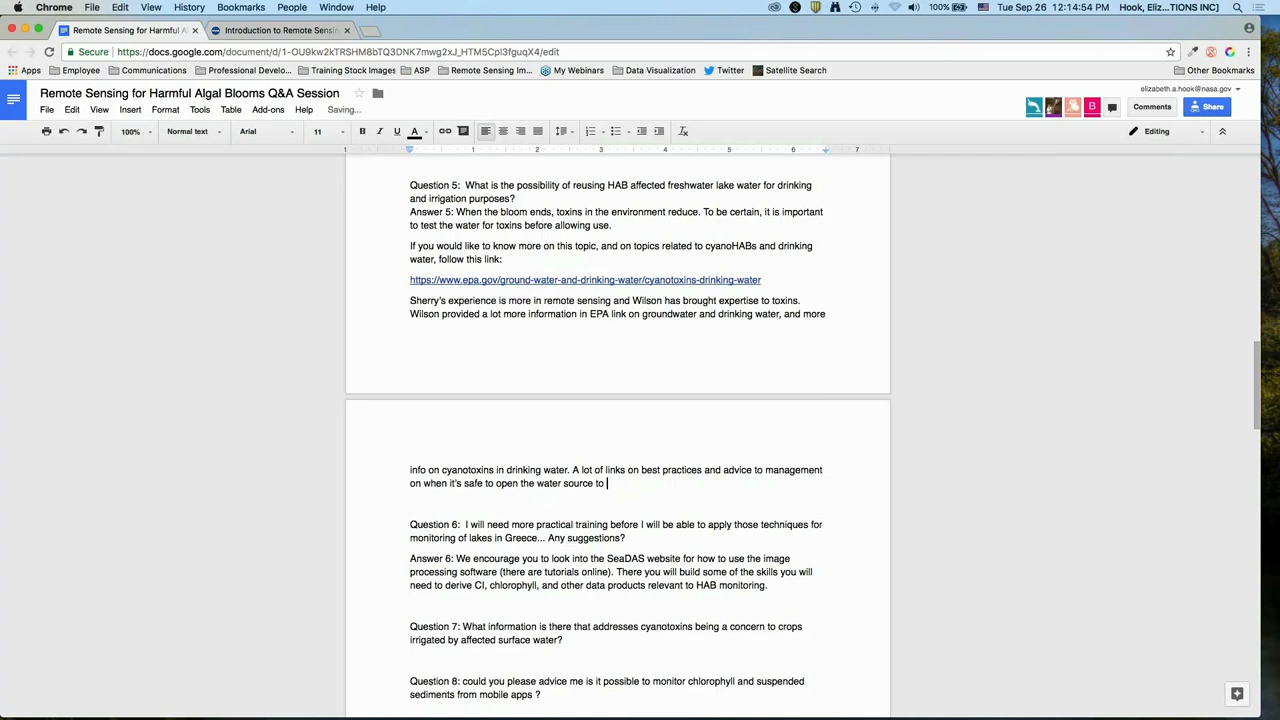 Chrome File Edit View History Bookmarks People Window Help 100% Tue Sep 26 12:14:54 PM Hook, Eliz...TIONS INC]
Remote Sensing for Harmful Al Introduction to Remote Sensin
Secure https://docs.google.com/document/d/1-OU9kw2kTRSHM8bTQ3DNK7mwg2xJ_HTM5Cpl3fguqX4/edit
Apps Employee Communications Professional Develo... Training Stock Images ASP Remote Sensing Im... My Webinars Data Visualization Twitter Satellite Search Other Bookmarks
Remote Sensing for Harmful Algal Blooms Q&A Session
elizabeth.a.hook@nasa.gov
File Edit View Insert Format Tools Table Add-ons Help Saving...
B Comments Share
100% Normal text Arial 11 B I U A Editing
1 1 2 3 4 5 6 7
Question 5: What is the possibility of reusing HAB affected freshwater lake water for drinking
and irrigation purposes?
Answer 5: When the bloom ends, toxins in the environment reduce. To be certain, it is important
to test the water for toxins before allowing use.
If you would like to know more on this topic, and on topics related to cyanoHABs and drinking
water, follow this link:
https://www.epa.gov/ground-water-and-drinking-water/cyanotoxins-drinking-water
Sherry's experience is more in remote sensing and Wilson has brought expertise to toxins.
Wilson provided a lot more information in EPA link on groundwater and drinking water, and more
info on cyanotoxins in drinking water. A lot of links on best practices and advice to management
on when it's safe to open the water source to
Question 6: I will need more practical training before I will be able to apply those techniques for
monitoring of lakes in Greece... Any suggestions?
Answer 6: We encourage you to look into the SeaDAS website for how to use the image
processing software (there are tutorials online). There you will build some of the skills you will
need to derive CI, chlorophyll, and other data products relevant to HAB monitoring.
Question 7: What information is there that addresses cyanotoxins being a concern to crops
irrigated by affected surface water?
Question 8: could you please advice me is it possible to monitor chlorophyll and suspended
sediments from mobile apps ?